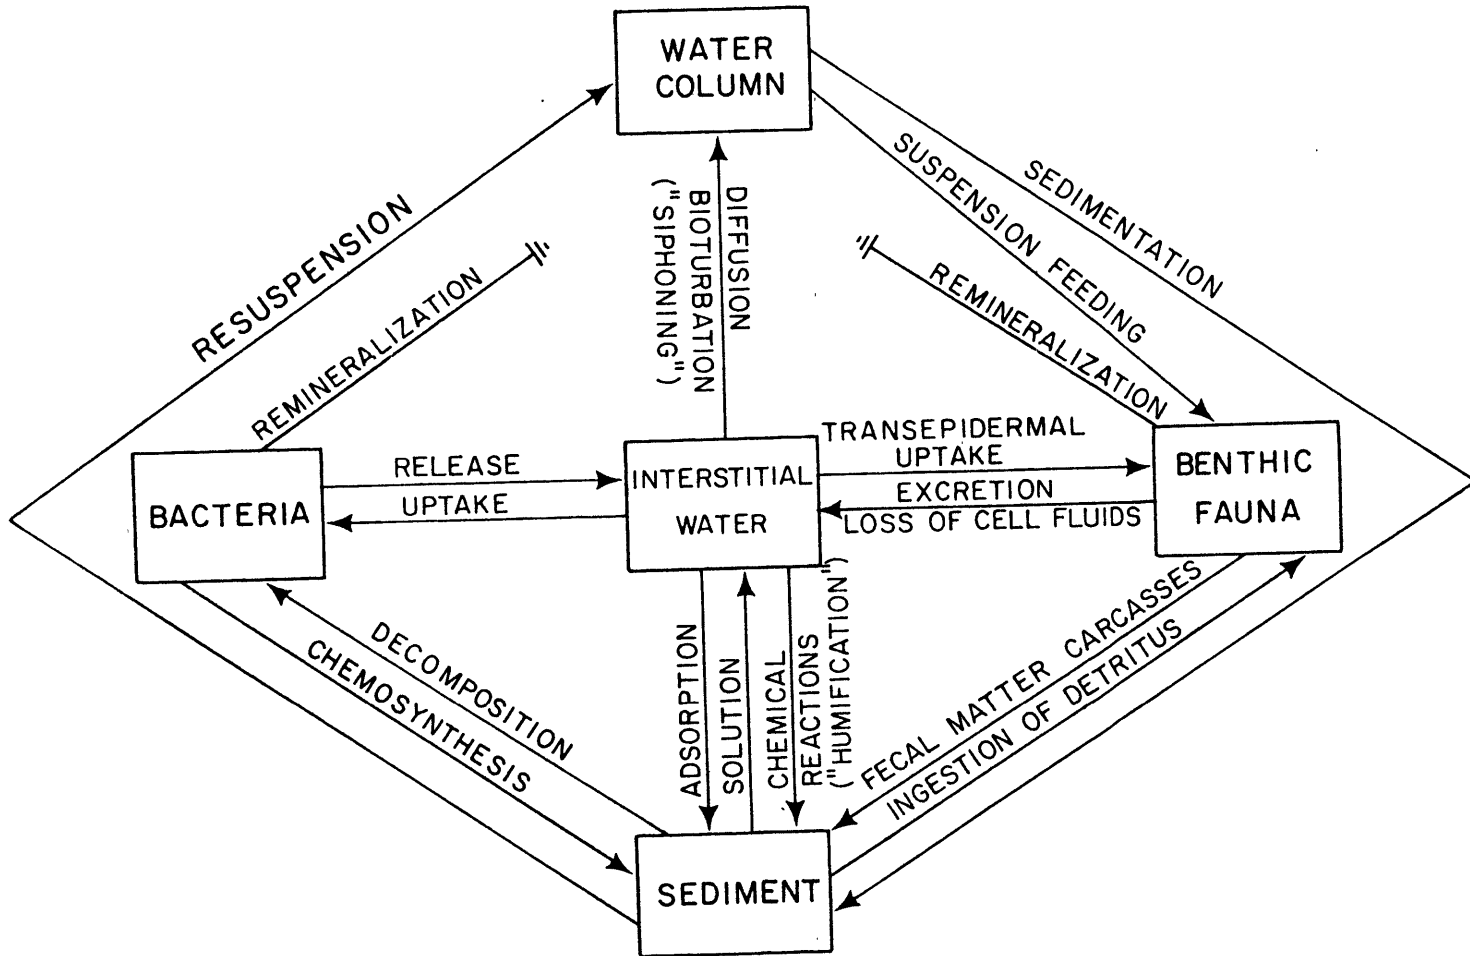 WATER
COLUMN
RESUSPENSION
REMINERALIZATION
DIFFUSION
BIOTURBATION
("SIPHONING")
SEDIMENTATION
SUSPENSION FEEDING
REMINERALIZATION
BACTERIA
RELEASE
UPTAKE
INTERSTITIAL
WATER
TRANSEPIDERMAL
UPTAKE
EXCRETION
LOSS OF CELL FLUIDS
BENTHIC
FAUNA
DECOMPOSITION
CHEMOSYNTHESIS
ADSORPTION
SOLUTION
CHEMICAL
REACTIONS
("HUMIFICATION")
FECAL MATTER CARCASSES
INGESTION OF DETRITUS
SEDIMENT